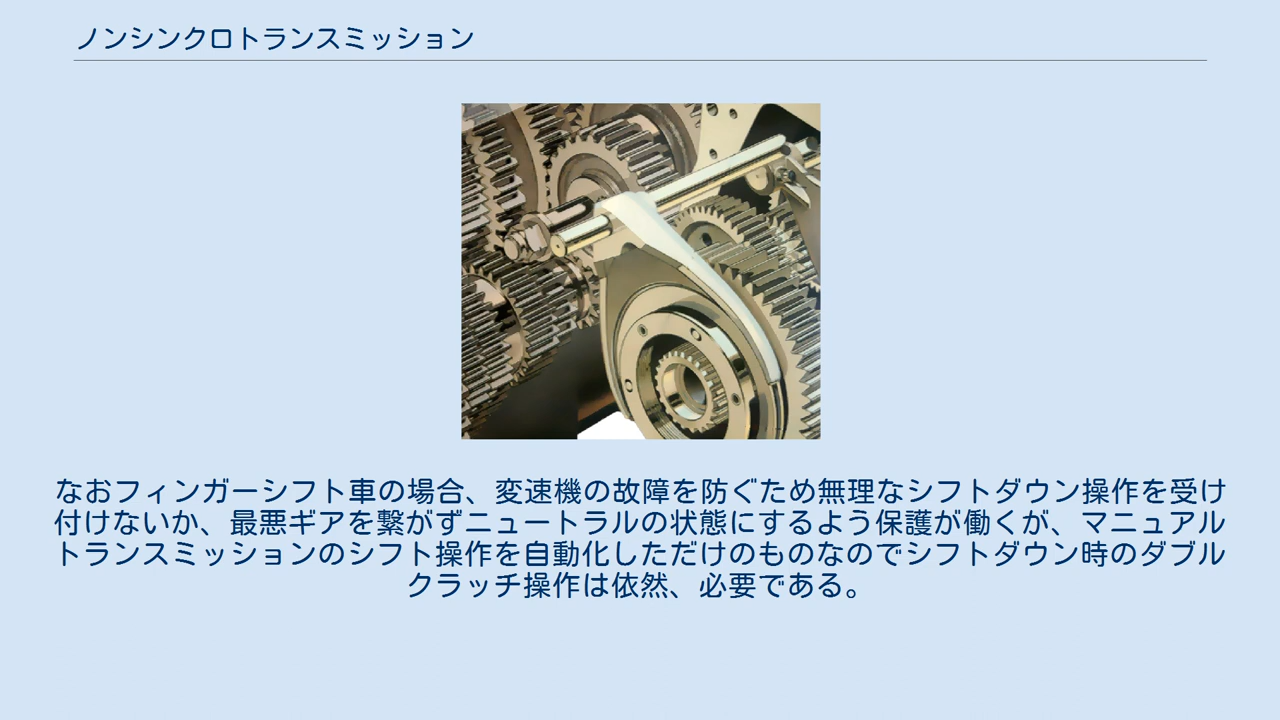 ノンシンクロトランスミッション
なおフィンガーシフト車の場合、変速機の故障を防ぐため無理なシフトダウン操作を受け
付けないか、最悪ギアを繋がずニュートラルの状態にするよう保護が働くが、マニュアル
トランスミッションのシフト操作を自動化しただけのものなのでシフトダウン時のダブル
クラッチ操作は依然、必要である。